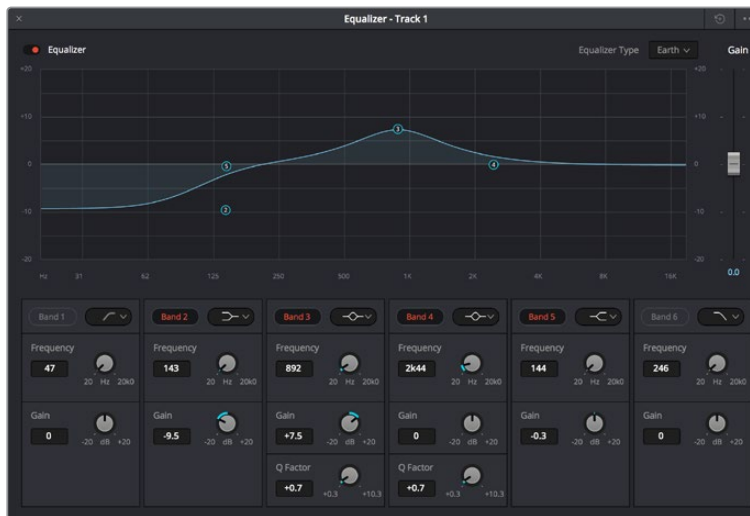 Equalizer - Track 1
Equalizer
Equalizer Type
Earth
Gain
+20 +20
+10 +10
0 0
-10 -10
-20 -20
5 3 4 2
0.0
Hz 31 62 125 250 500 1K 2K 4K 8K 16K
Band 1 Band 2 Band 3 Band 4 Band 5 Band 6
Frequency Frequency Frequency Frequency Frequency Frequency
47 143 892 2k44 144 246
20 Hz 20k0 20 Hz 20k0 20 Hz 20k0 20 Hz 20k0 20 Hz 20k0 20 Hz 20k0
Gain Gain Gain Gain Gain Gain
0 -9.5 +7.5 0 -0.3 0
-20 dB +20 -20 dB +20 -20 dB +20 -20 dB +20 -20 dB +20 -20 dB +20
Q Factor Q Factor
+0.7 +0.7
+0.3 +10.3 +0.3 +10.3